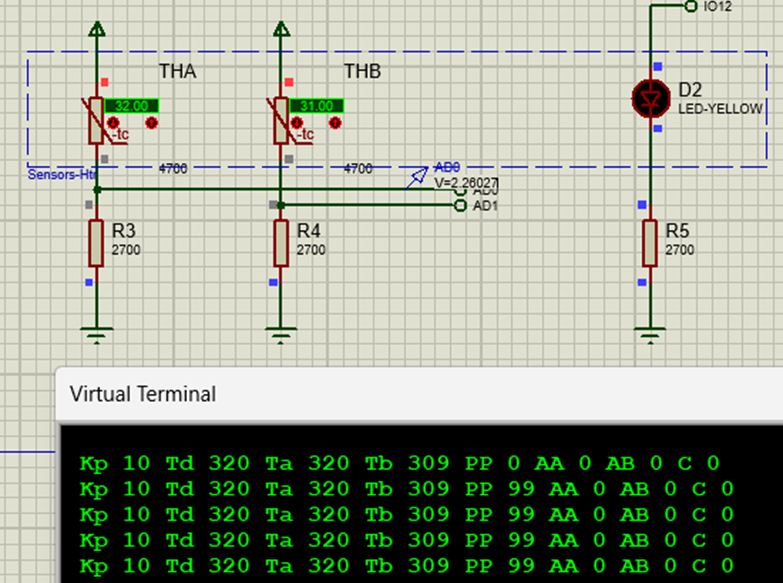 IO12
THA
THB
D2
LED-YELLOW
32.00
31.00
-tc
-tc
4700
4700
AD0
Sensors-Htr
V=2.26027
AD0
AD1
R3
2700
R4
2700
R5
2700
Virtual Terminal
Kp 10 Td 320 Ta 320 Tb 309 PP 0 AA 0 AB 0 C 0
Kp 10 Td 320 Ta 320 Tb 309 PP 99 AA 0 AB 0 C 0
Kp 10 Td 320 Ta 320 Tb 309 PP 99 AA 0 AB 0 C 0
Kp 10 Td 320 Ta 320 Tb 309 PP 99 AA 0 AB 0 C 0
Kp 10 Td 320 Ta 320 Tb 309 PP 99 AA 0 AB 0 C 0